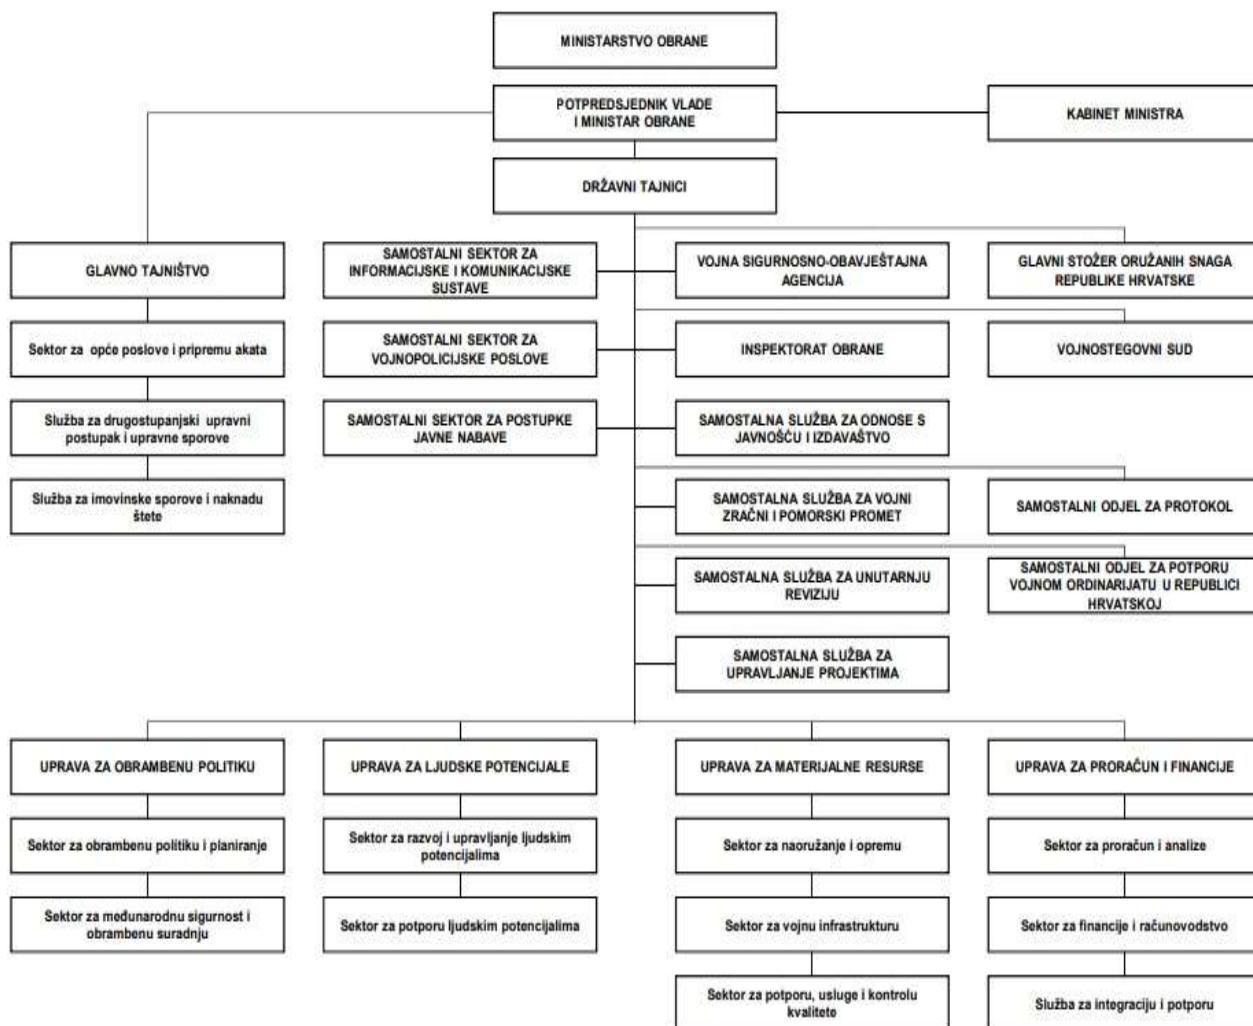 MINISTARSTVO OBRANE
POTPREDSJEDNIK VLADE
I MINISTAR OBRANE
KABINET MINISTRA
DRŽAVNI TAJNICI
GLAVNO TAJNIŠTVO
SAMOSTALNI SEKTOR ZA
INFORMACIJSKE I KOMUNIKACIJSKE
SUSTAVE
VOJNA SIGURNOSNO-OBAVJEŠTAJNA
AGENCIJA
GLAVNI STOŽER ORUŽANIH SNAGA
REPUBLIKE HRVATSKE
Sektor za opće poslove i pripremu akata
SAMOSTALNI SEKTOR ZA
VOJNOPOLICIJSKE POSLOVE
INSPEKTORAT OBRANE
VOJNOSTEGOVNI SUD
Služba za drugostupanjski upravni
postupak i upravne sporove
SAMOSTALNI SEKTOR ZA POSTUPKE
JAVNE NABAVE
SAMOSTALNA SLUŽBA ZA ODNOSE S
JAVNOŠĆU I IZDAVAŠTVO
Služba za imovinske sporove i naknadu
štete
SAMOSTALNA SLUŽBA ZA VOJNI
ZRAČNI I POMORSKI PROMET
SAMOSTALNI ODJEL ZA PROTOKOL
SAMOSTALNA SLUŽBA ZA UNUTARNJU
REVIZIJU
SAMOSTALNI ODJEL ZA POTPORU
VOJNOM ORDINARIJATU U REPUBLICI
HRVATSKOJ
SAMOSTALNA SLUŽBA ZA
UPRAVLJANJE PROJEKTIMA
UPRAVA ZA OBRAMBENU POLITIKU
UPRAVA ZA LJUDSKE POTENCIJALE
UPRAVA ZA MATERIJALNE RESURSE
UPRAVA ZA PRORAČUN I FINANCIJE
Sektor za obrambenu politiku i planiranje
Sektor za razvoj i upravljanje ljudskim
potencijalima
Sektor za naoružanje i opremu
Sektor za proračun i analize
Sektor za međunarodnu sigurnost i
obrambenu suradnju
Sektor za potporu ljudskim potencijalima
Sektor za vojnu infrastrukturu
Sektor za financije i računovodstvo
Sektor za potporu, usluge i kontrolu
kvalitete
Služba za integraciju i potporu